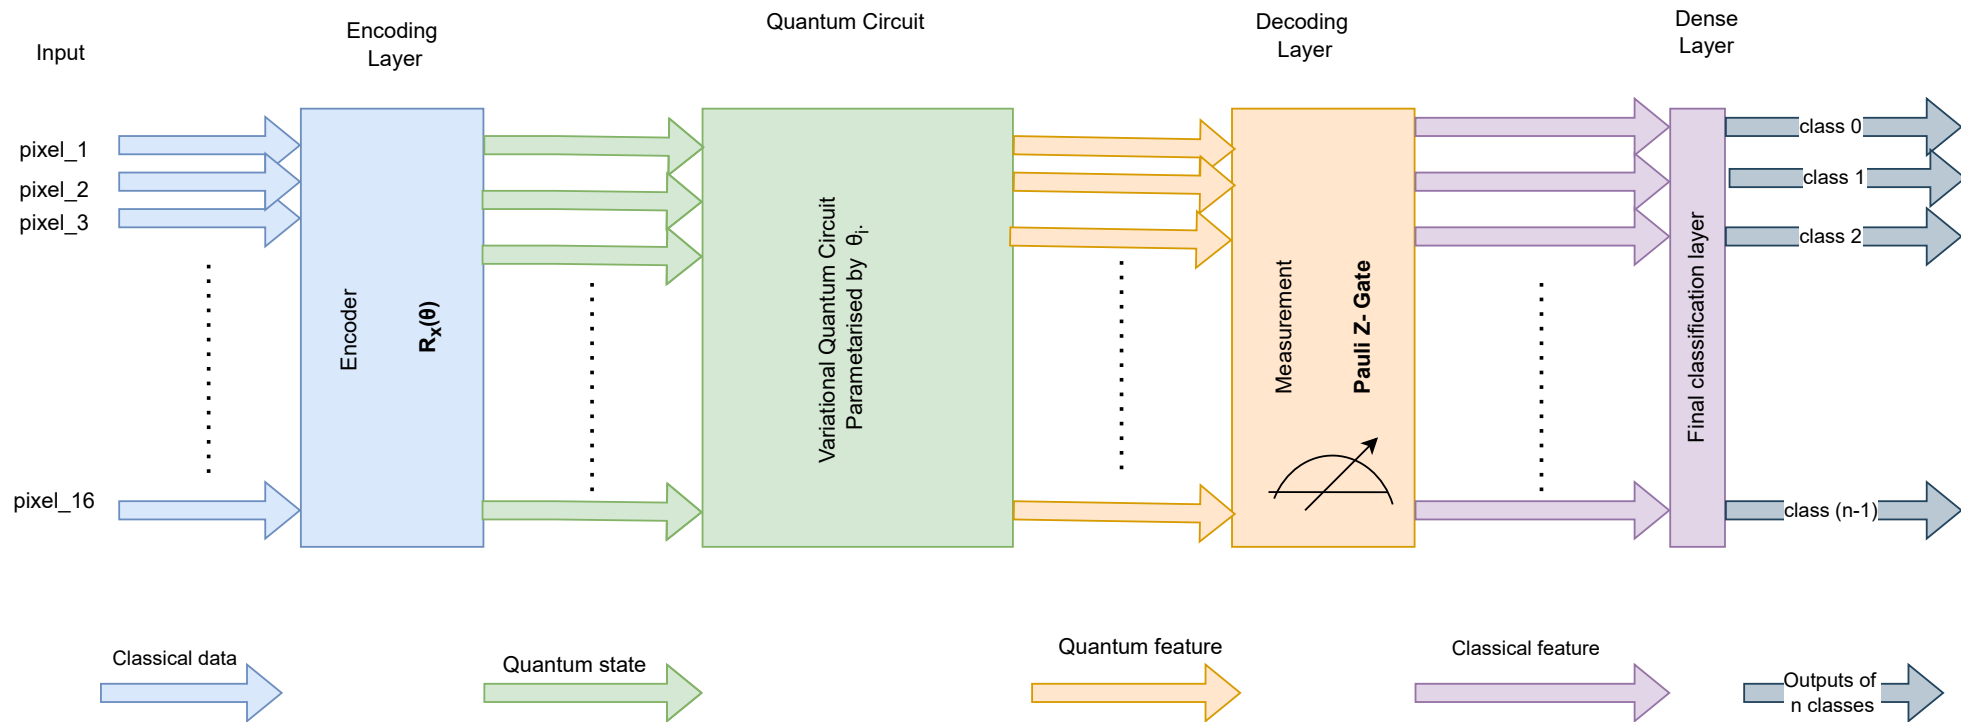 Input
Encoding
Layer
Quantum Circuit
Decoding
Layer
Dense
Layer
pixel_1
pixel_2
pixel_3
pixel_16
Encoder
Rₓ(θ)
Variational Quantum Circuit
Parametarised by θᵢ.
Measurement
Pauli Z- Gate
Final classification layer
class 0
class 1
class 2
class (n-1)
Classical data
Quantum state
Quantum feature
Classical feature
Outputs of
n classes